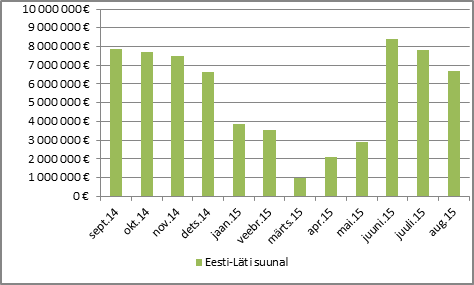 10 000 000 €
9 000 000 €
8 000 000 €
7 000 000 €
6 000 000 €
5 000 000 €
4 000 000 €
3 000 000 €
2 000 000 €
1 000 000 €
0 €
sept.14
okt.14
nov.14
dets.14
jaan.15
veebr.15
märts.15
apr.15
mai.15
juuni.15
juuli.15
aug.15
Eesti-Läti suunal